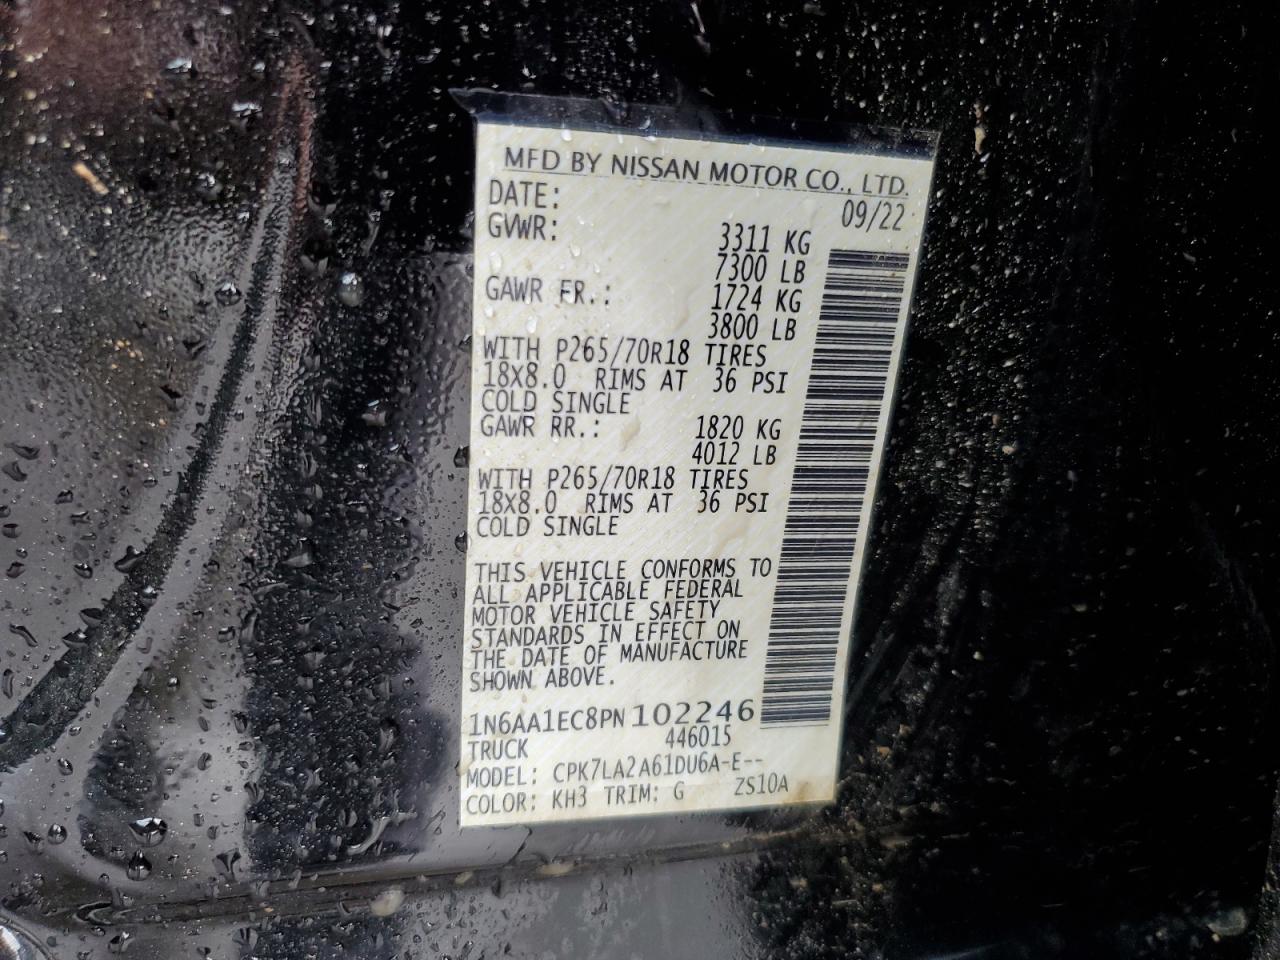 MFD BY NISSAN MOTOR CO., LTD.
DATE: 09/22
GVWR: 3311 KG
7300 LB
GAWR FR.: 1724 KG
3800 LB
WITH P265/70R18 TIRES
18X8.0 RIMS AT 36 PSI
COLD SINGLE
GAWR RR.: 1820 KG
4012 LB
WITH P265/70R18 TIRES
18X8.0 RIMS AT 36 PSI
COLD SINGLE
THIS VEHICLE CONFORMS TO
ALL APPLICABLE FEDERAL
MOTOR VEHICLE SAFETY
STANDARDS IN EFFECT ON
THE DATE OF MANUFACTURE
SHOWN ABOVE.
1N6AA1EC8PN102246
TRUCK 446015
MODEL: CPK7LA2A61DU6A-E--
COLOR: KH3 TRIM: G ZS10A